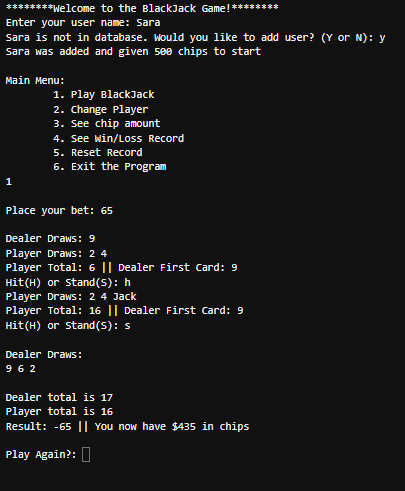 ********Welcome to the BlackJack Game!********
Enter your user name: Sara
Sara is not in database. Would you like to add user? (Y or N): y
Sara was added and given 500 chips to start
Main Menu:
1. Play BlackJack
2. Change Player
3. See chip amount
4. See Win/Loss Record
5. Reset Record
6. Exit the Program
1
Place your bet: 65
Dealer Draws: 9
Player Draws: 2 4
Player Total: 6 || Dealer First Card: 9
Hit(H) or Stand(S): h
Player Draws: 2 4 Jack
Player Total: 16 || Dealer First Card: 9
Hit(H) or Stand(S): s
Dealer Draws:
9 6 2
Dealer total is 17
Player total is 16
Result: -65 || You now have $435 in chips
Play Again?: